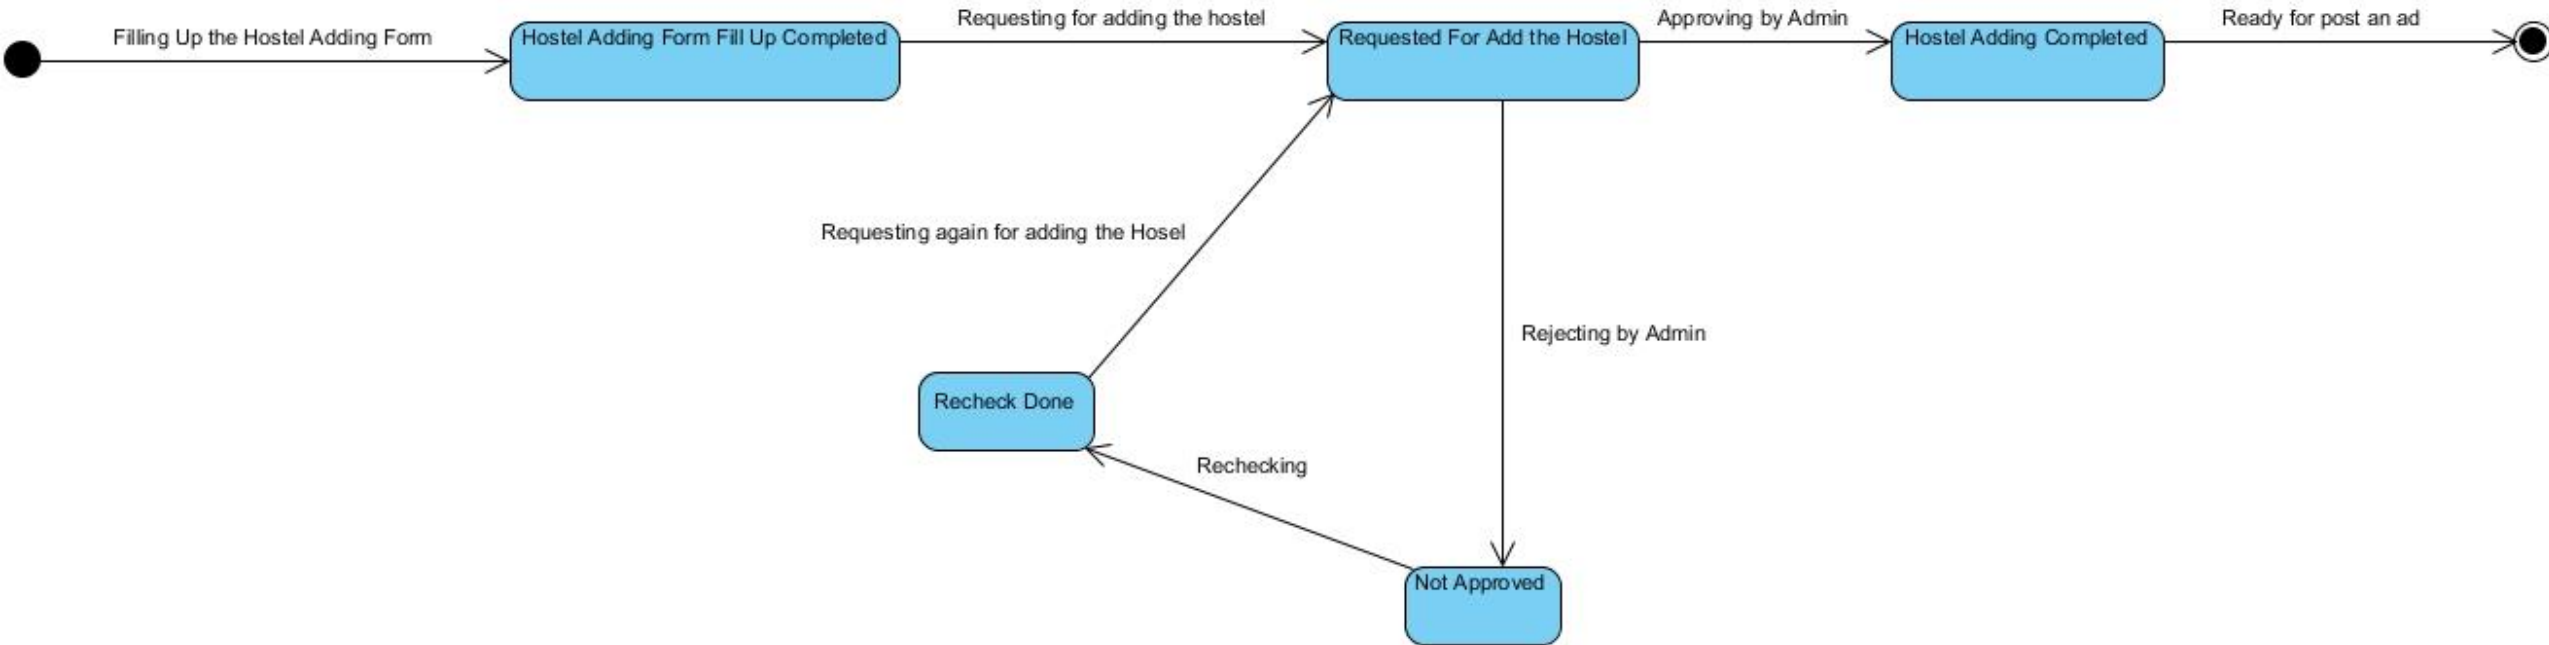 Filling Up the Hostel Adding Form
Hostel Adding Form Fill Up Completed
Requesting for adding the hostel
Requested For Add the Hostel
Approving by Admin
Hostel Adding Completed
Ready for post an ad
Requesting again for adding the Hosel
Rejecting by Admin
Recheck Done
Rechecking
Not Approved